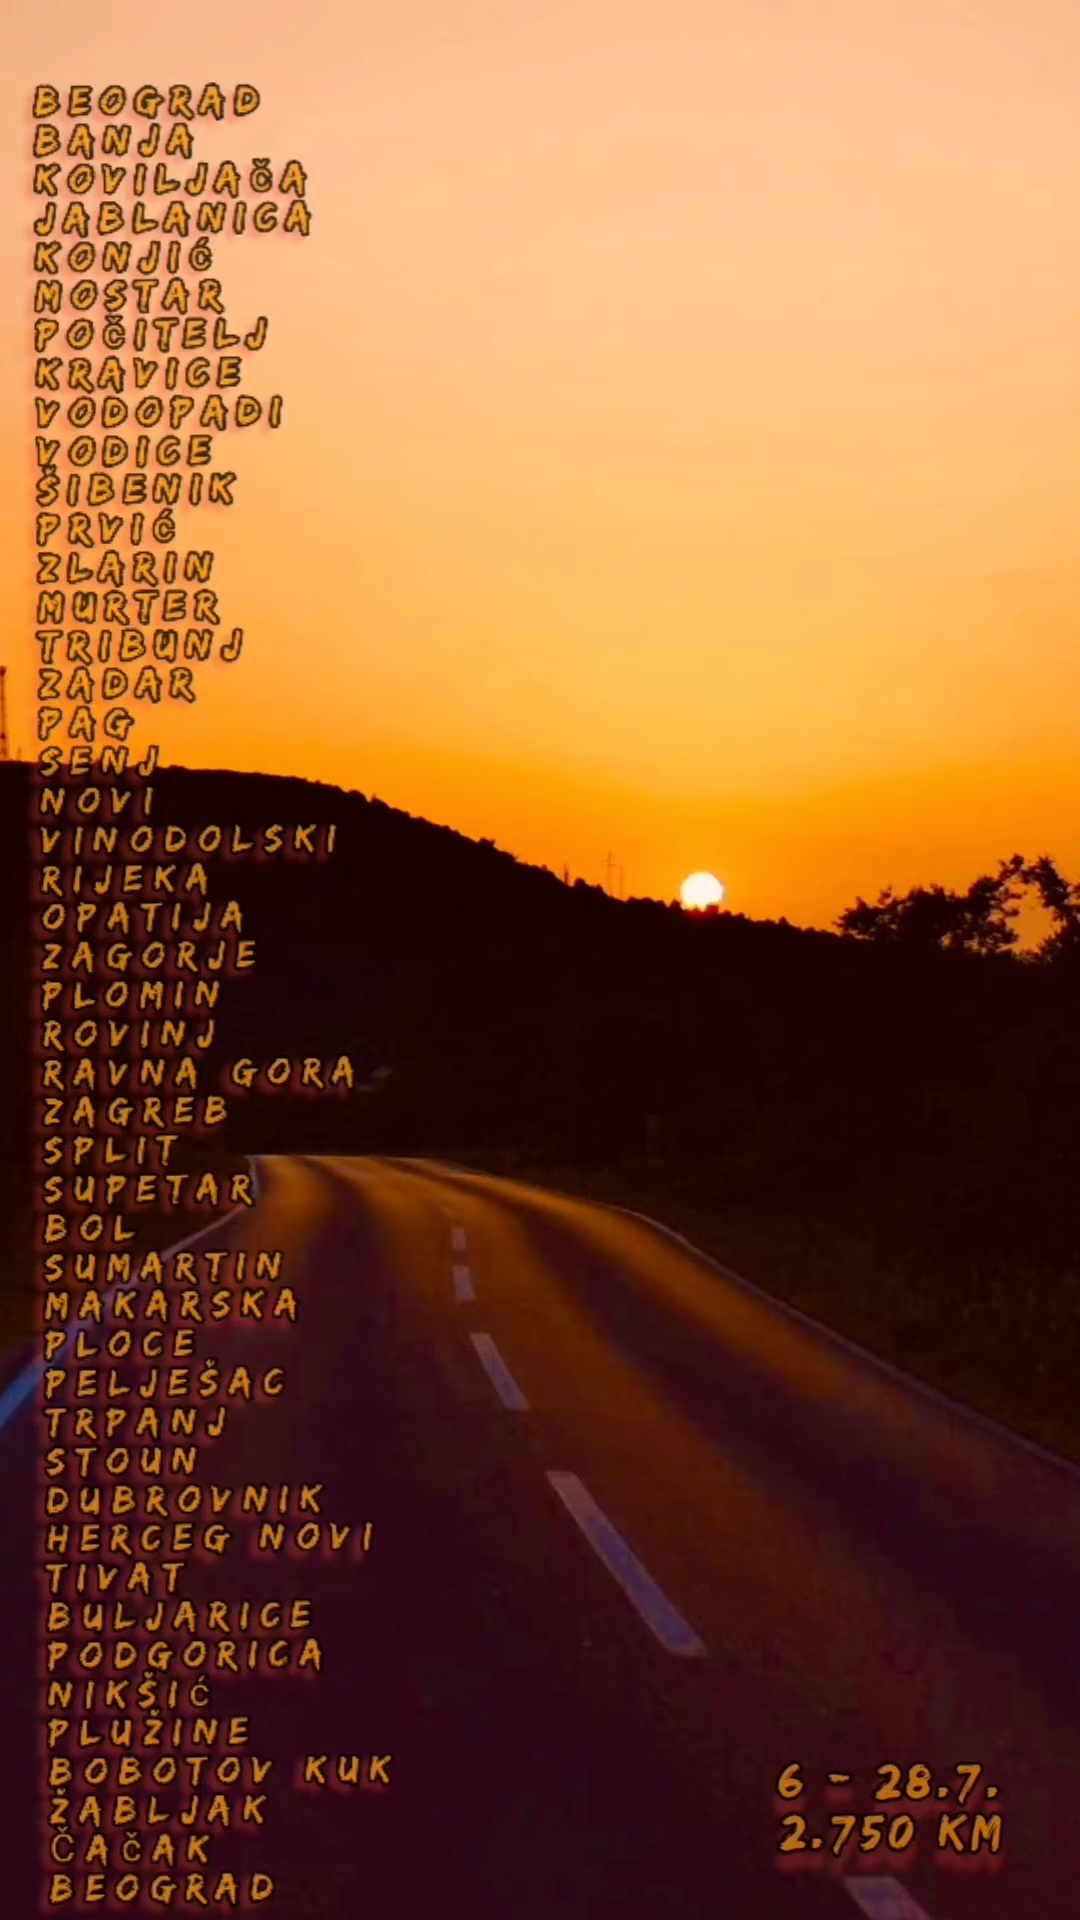 BEOGRAD
BANJA
KOVILJAČA
JABLANICA
KONJIĆ
MOSTAR
POČITELJ
KRAVICE
VODOPADI
VODICE
ŠIBENIK
PRVIĆ
ZLARIN
MURTER
TRIBUNJ
ZADAR
PAG
SENJ
NOVI
VINODOLSKI
RIJEKA
OPATIJA
ZAGORJE
PLOMIN
ROVINJ
RAVNA GORA
ZAGREB
SPLIT
SUPETAR
BOL
SUMARTIN
MAKARSKA
PLOCE
PELJEŠAC
TRPANJ
STOUN
DUBROVNIK
HERCEG NOVI
TIVAT
BULJARICE
PODGORICA
NIKŠIĆ
PLUŽINE
BOBOTOV KUK
ŽABLJAK
ČAČAK
BEOGRAD
6 - 28.7.
2.750 KM